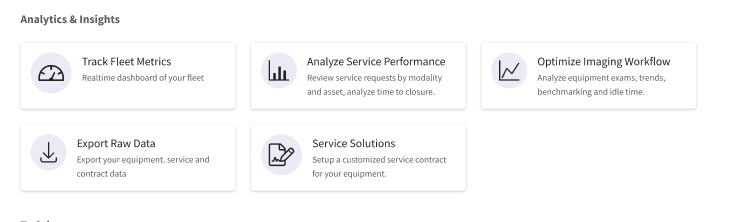 Analytics & Insights
Track Fleet Metrics
Realtime dashboard of your fleet
Analyze Service Performance
Review service requests by modality
and asset, analyze time to closure.
Optimize Imaging Workflow
Analyze equipment exams, trends,
benchmarking and idle time.
Export Raw Data
Export your equipment. service and
contract data
Service Solutions
Setup a customized service contract
for your equipment.